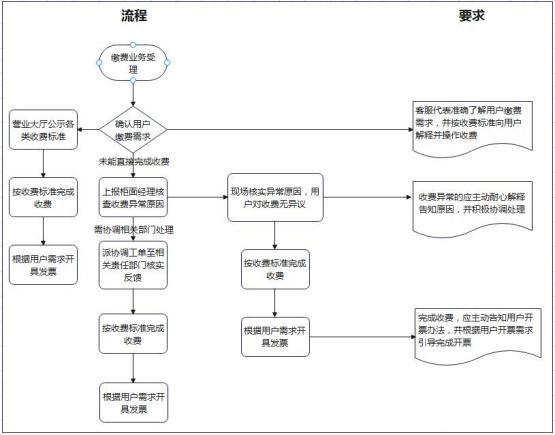 流程
要求
缴费业务受
理
营业大厅公示各
类收费标准
确认用户
缴费需求
客服代表准确了解用户缴费
需求，并按收费标准向用户
解释并操作收费
未能直接完成收费
按收费标准完成
收费
上报柜面经理核
查收费异常原因
现场核实异常原因，用
户对收费无异议
收费异常的应主动耐心解释
告知原因，并积极协调处理
需协调相关部门处理
根据用户需求开
具发票
派协调工单至相
关责任部门核实
反馈
按收费标准完成
收费
按收费标准完成
收费
根据用户需求开
具发票
完成收费，应主动告知用户开票
办法，并根据用户开票需求
引导完成开票
根据用户需求开
具发票